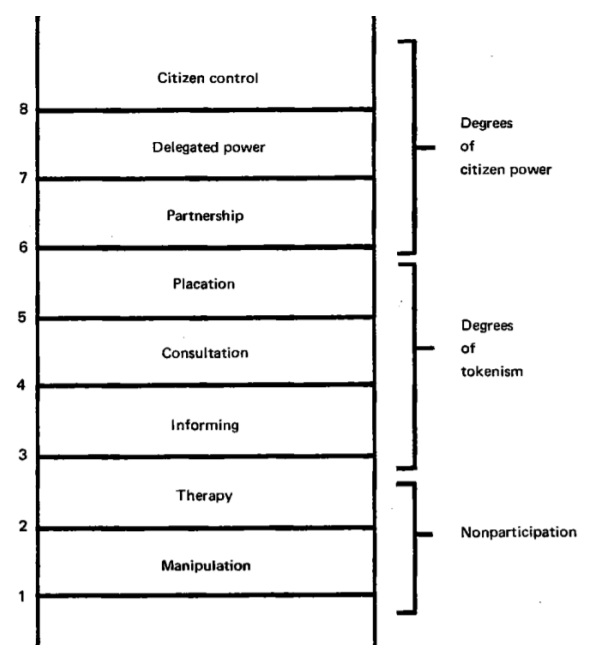 Citizen control
8
Delegated power
7
Partnership
6
Placation
5
Consultation
4
Informing
3
Therapy
2
Manipulation
1
Degrees
of
citizen power
Degrees
of
tokenism
Nonparticipation